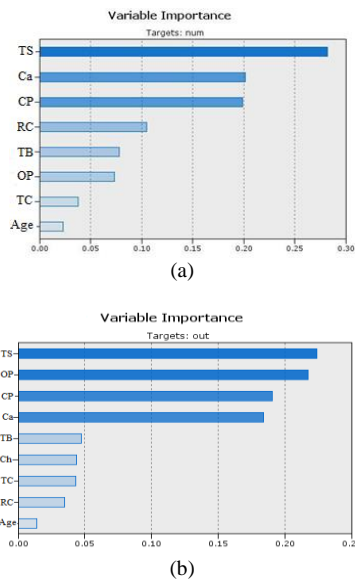 Variable Importance
Targets: num
TS
Ca
CP
RC
TB
OP
TC
Age
0.00 0.05 0.10 0.15 0.20 0.25 0.30
(a)
Variable Importance
Targets: out
TS
OP
CP
Ca
TB
Ch
TC
RC
Age
0.00 0.05 0.10 0.15 0.20 0.2
(b)